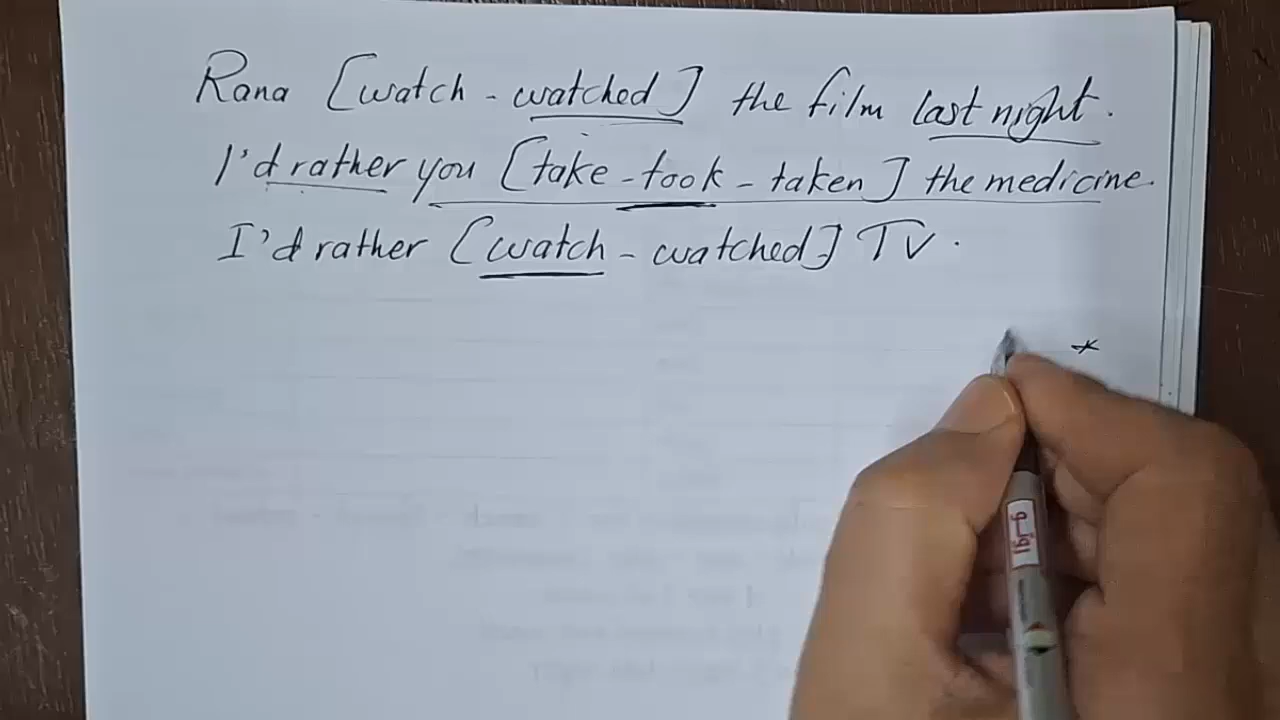 Rana [watch - watched] the film last night.
I'd rather you [take - took - taken] the medicine.
I'd rather [watch - watched] TV.
*